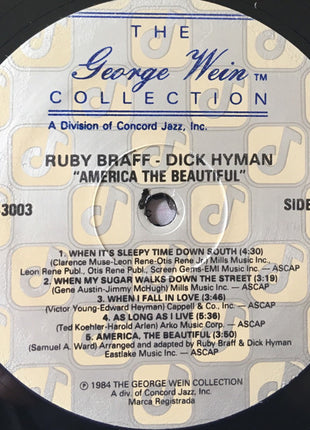 THE
George Wein™
COLLECTION
A Division of Concord Jazz, Inc.
RUBY BRAFF - DICK HYMAN
"AMERICA THE BEAUTIFUL"
3003
SIDE
1. WHEN IT'S SLEEPY TIME DOWN SOUTH (4:30)
(Clarence Muse-Leon Rene-Otis Rene Jr./Mills Music Inc.,
Leon Rene Publ., Otis Rene Publ., Screen Gems-EMI Music Inc. — ASCAP
2. WHEN MY SUGAR WALKS DOWN THE STREET (3:19)
(Gene Austin-Jimmy McHugh) Mills Music Inc. — ASCAP
3. WHEN I FALL IN LOVE (3:46)
(Victor Young-Edward Heyman) Cappell & Co., Inc. — ASCAP
4. AS LONG AS I LIVE (5:36)
(Ted Koehler-Harold Arlen) Arko Music Corp. — ASCAP
5. AMERICA, THE BEAUTIFUL (3:50)
(Samuel A. Ward) Arranged and adapted by Ruby Braff & Dick Hyman
Eastlake Music Inc. — ASCAP
℗ 1984 THE GEORGE WEIN COLLECTION
A div. of Concord Jazz, Inc.
Marca Registrada